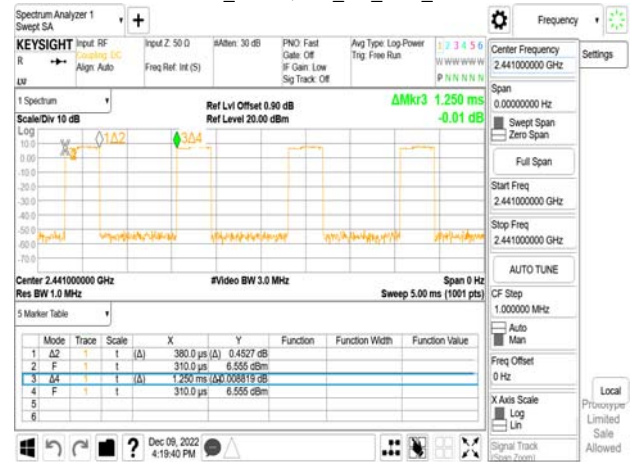 Spectrum Analyzer 1
Swept SA
Frequency
KEYSIGHT
R
Input: RF
Coupling: DC
Align: Auto
Input Z: 50 Ω
Freq Ref: Int (S)
#Atten: 30 dB
PNO: Fast
Gate: Off
IF Gain: Low
Sig Track: Off
Avg Type: Log-Power
Trig: Free Run
1 2 3 4 5 6
W W W W W W
P N N N N N
1 Spectrum
Scale/Div 10 dB
Ref Lvl Offset 0.90 dB
Ref Level 20.00 dBm
ΔMkr3 1.250 ms
-0.01 dB
Log
10.0
0.00
-10.0
-20.0
-30.0
-40.0
-50.0
-60.0
-70.0
1Δ2
3Δ4
Center 2.441000000 GHz
Res BW 1.0 MHz
#Video BW 3.0 MHz
Span 0 Hz
Sweep 5.00 ms (1001 pts)
5 Marker Table
Mode Trace Scale X Y Function Function Width Function Value
1 Δ2 1 t (Δ) 380.0 µs (Δ) 0.4527 dB
2 F 1 t 310.0 µs 6.555 dBm
3 Δ4 1 t (Δ) 1.250 ms (Δ) -0.008819 dB
4 F 1 t 310.0 µs 6.555 dBm
5
6
Dec 09, 2022
4:19:40 PM
Center Frequency
2.441000000 GHz
Span
0.00000000 Hz
Swept Span
Zero Span
Full Span
Start Freq
2.441000000 GHz
Stop Freq
2.441000000 GHz
AUTO TUNE
CF Step
1.000000 MHz
Auto
Man
Freq Offset
0 Hz
X Axis Scale
Log
Lin
Signal Track
(Span Zoom)
Settings
Local
Prototype
Limited
Sale
Allowed